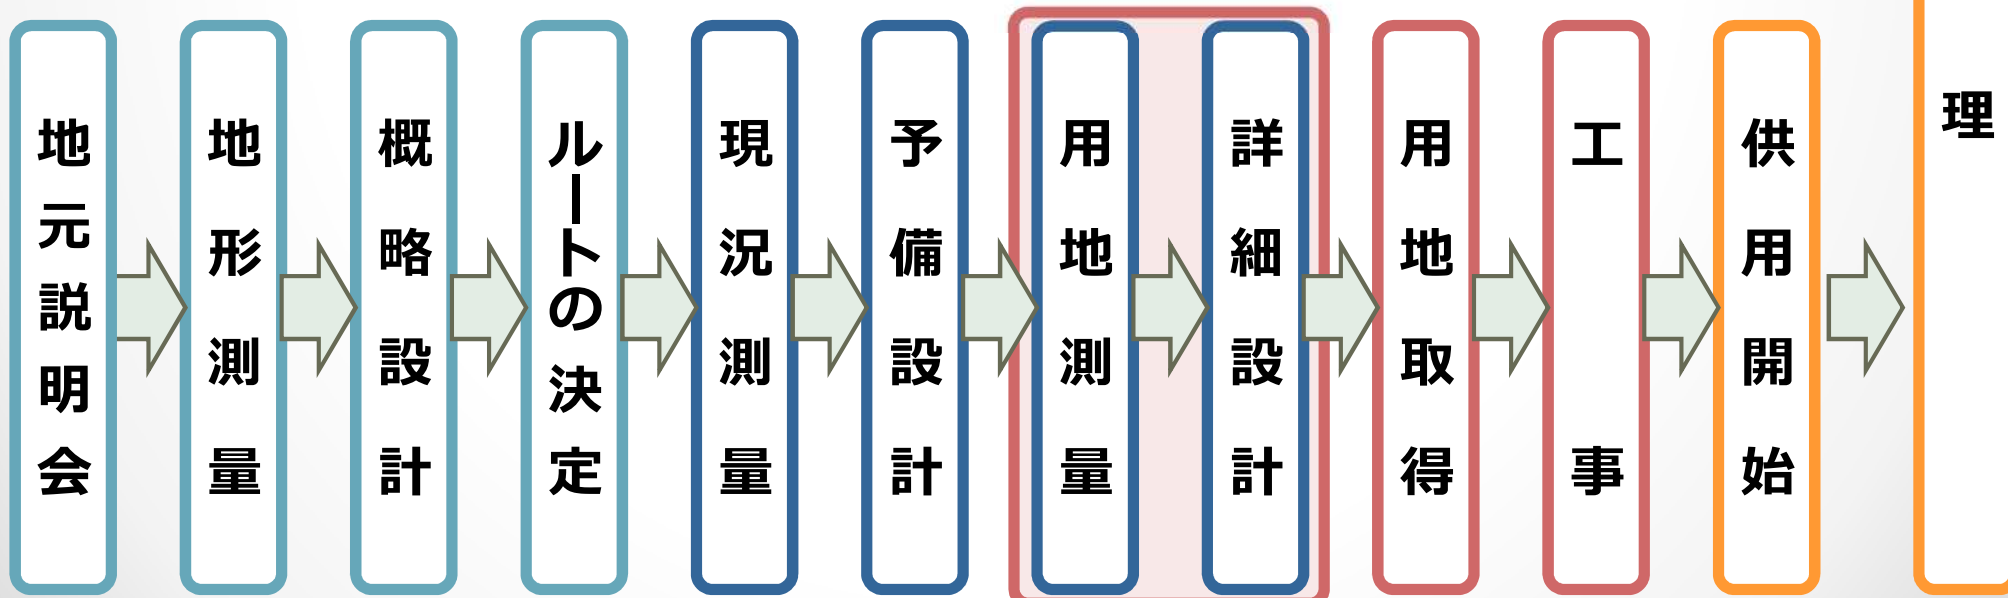 地元説明会
地形測量
概略設計
ルートの決定
現況測量
予備設計
用地測量
詳細設計
用地取得
工事
供用開始
理